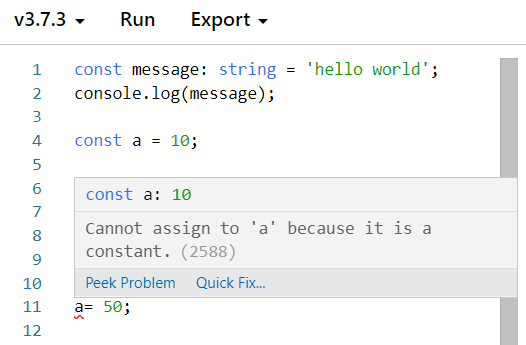 v3.7.3 Run Export
1 const message: string = 'hello world';
2 console.log(message);
3
4 const a = 10;
5
6 const a: 10
7 Cannot assign to 'a' because it is a
8 constant. (2588)
9
10 Peek Problem Quick Fix...
11 a= 50;
12